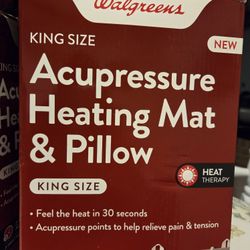 Walgreens
KING SIZE
NEW
Acupressure
Heating Mat
& Pillow
HEAT
THERAPY
KING SIZE
• Feel the heat in 30 seconds
• Acupressure points to help relieve pain & tension